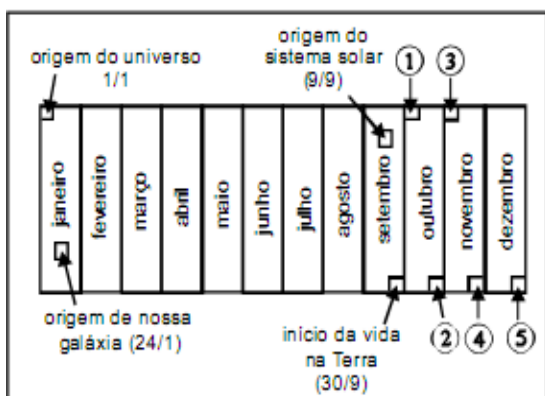 origem do universo
1/1
origem do
sistema solar
(9/9)
1
3
janeiro
fevereiro
março
abril
maio
junho
julho
agosto
setembro
outubro
novembro
dezembro
origem de nossa
galáxia (24/1)
início da vida
na Terra
(30/9)
2
4
5